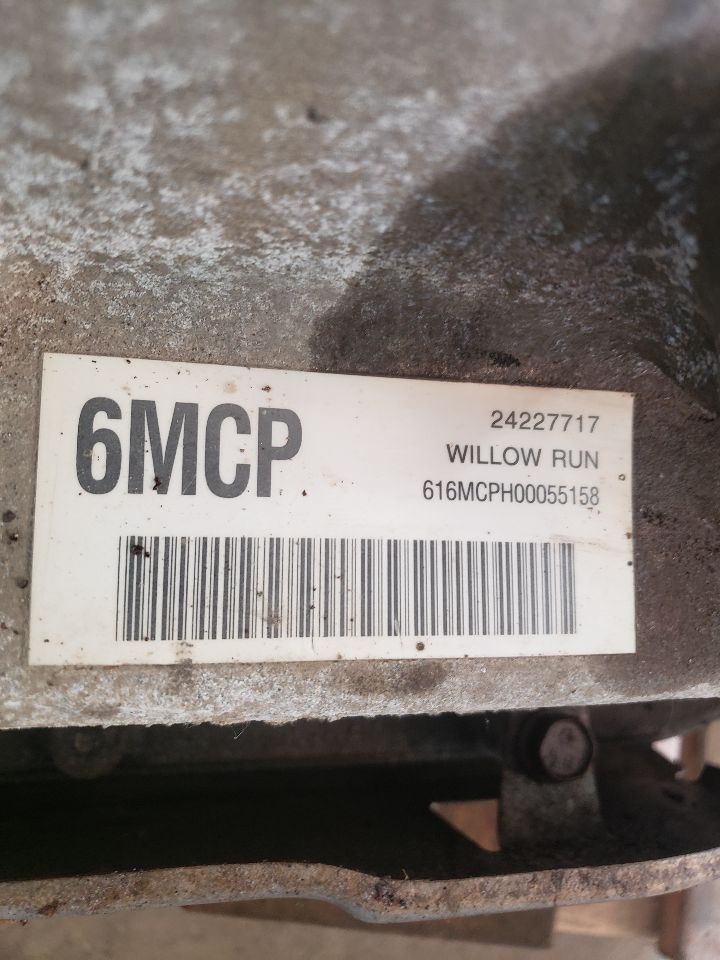 6MCP
24227717
WILLOW RUN
616MCPH00055158